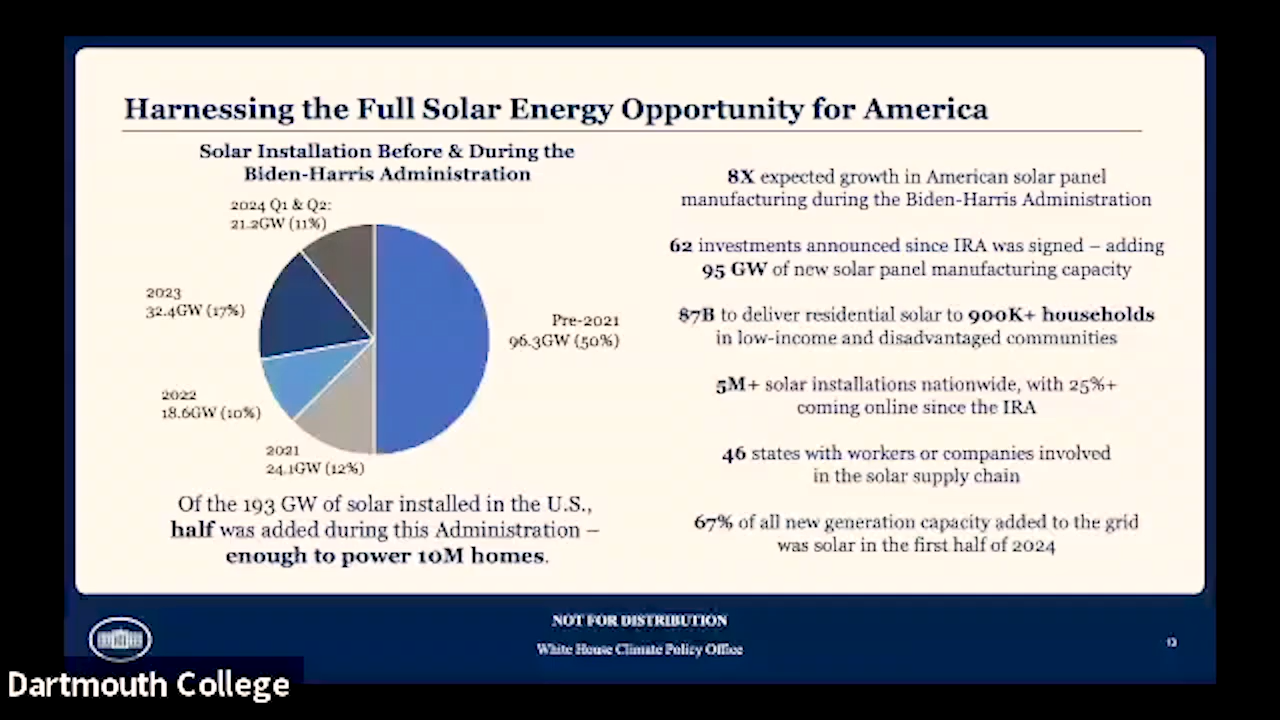 Harnessing the Full Solar Energy Opportunity for America
Solar Installation Before & During the
Biden-Harris Administration
2024 Q1 & Q2:
21.2GW (11%)
2023
32.4GW (17%)
Pre-2021
96.3GW (50%)
2022
18.6GW (10%)
2021
24.1GW (12%)
Of the 193 GW of solar installed in the U.S.,
half was added during this Administration –
enough to power 10M homes.
8X expected growth in American solar panel
manufacturing during the Biden-Harris Administration
62 investments announced since IRA was signed – adding
95 GW of new solar panel manufacturing capacity
$7B to deliver residential solar to 900K+ households
in low-income and disadvantaged communities
5M+ solar installations nationwide, with 25%+
coming online since the IRA
46 states with workers or companies involved
in the solar supply chain
67% of all new generation capacity added to the grid
was solar in the first half of 2024
NOT FOR DISTRIBUTION
White House Climate Policy Office
13
Dartmouth College